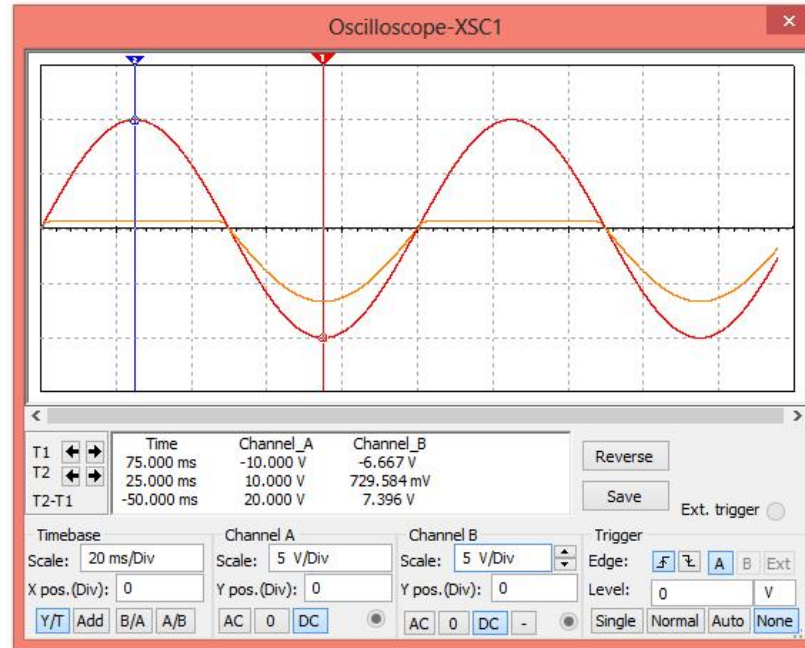 Oscilloscope-XSC1
×
2 1
T1 Time Channel_A Channel_B
75.000 ms -10.000 V -6.667 V
T2 25.000 ms 10.000 V 729.584 mV
T2-T1 -50.000 ms 20.000 V 7.396 V
Reverse
Save
Ext. trigger
Timebase Channel A Channel B Trigger
Scale: 20 ms/Div Scale: 5 V/Div Scale: 5 V/Div Edge: A B Ext
X pos.(Div): 0 Y pos.(Div): 0 Y pos.(Div): 0 Level: 0 V
Y/T Add B/A A/B AC 0 DC AC 0 DC - Single Normal Auto None